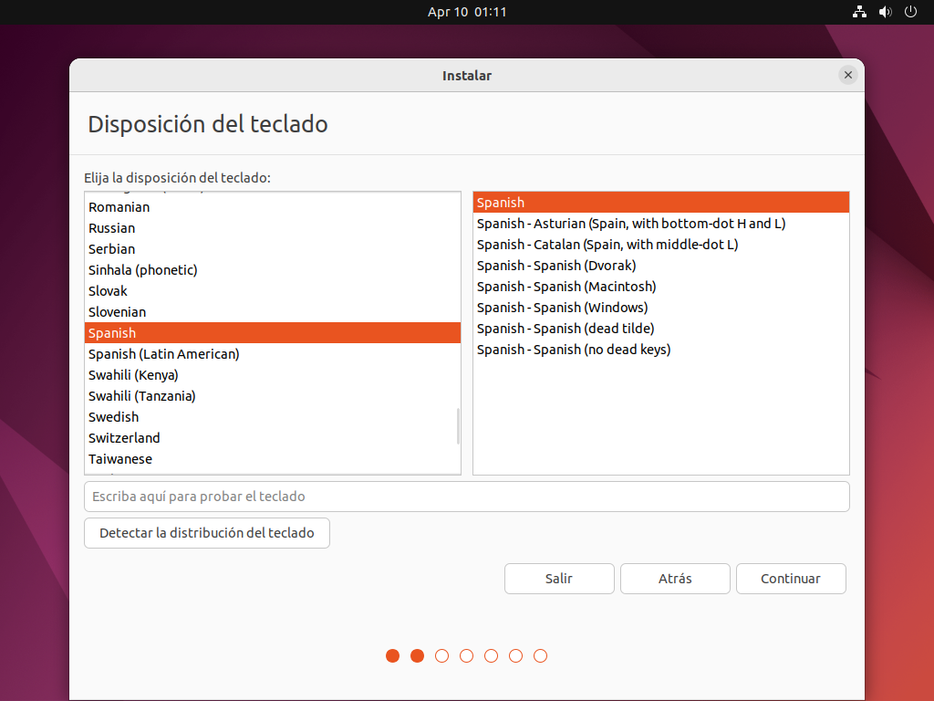 Apr 10 01:11
Instalar
Disposición del teclado
Elija la disposición del teclado:
Romanian
Russian
Serbian
Sinhala (phonetic)
Slovak
Slovenian
Spanish
Spanish (Latin American)
Swahili (Kenya)
Swahili (Tanzania)
Swedish
Switzerland
Taiwanese
Spanish
Spanish - Asturian (Spain, with bottom-dot H and L)
Spanish - Catalan (Spain, with middle-dot L)
Spanish - Spanish (Dvorak)
Spanish - Spanish (Macintosh)
Spanish - Spanish (Windows)
Spanish - Spanish (dead tilde)
Spanish - Spanish (no dead keys)
Escriba aquí para probar el teclado
Detectar la distribución del teclado
Salir
Atrás
Continuar